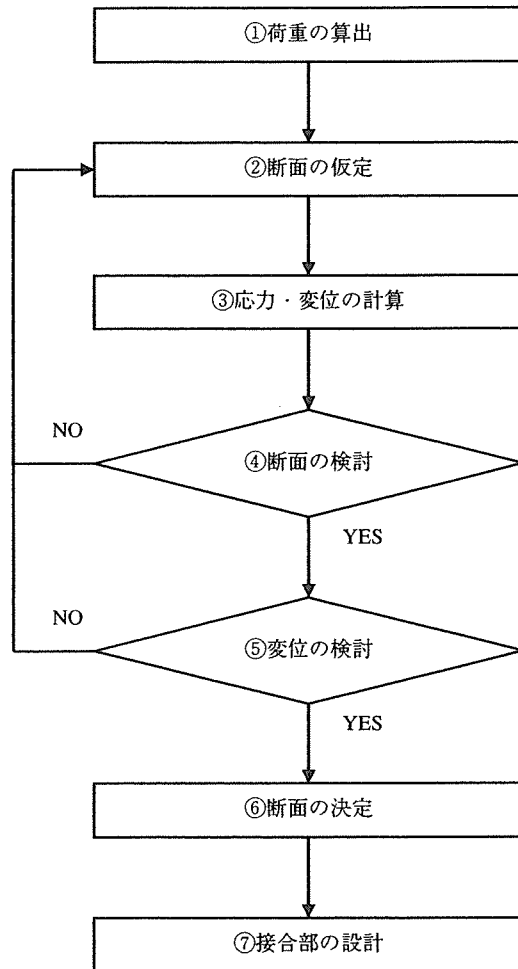 ①荷重の算出
②断面の仮定
③応力・変位の計算
NO
④断面の検討
YES
NO
⑤変位の検討
YES
⑥断面の決定
⑦接合部の設計